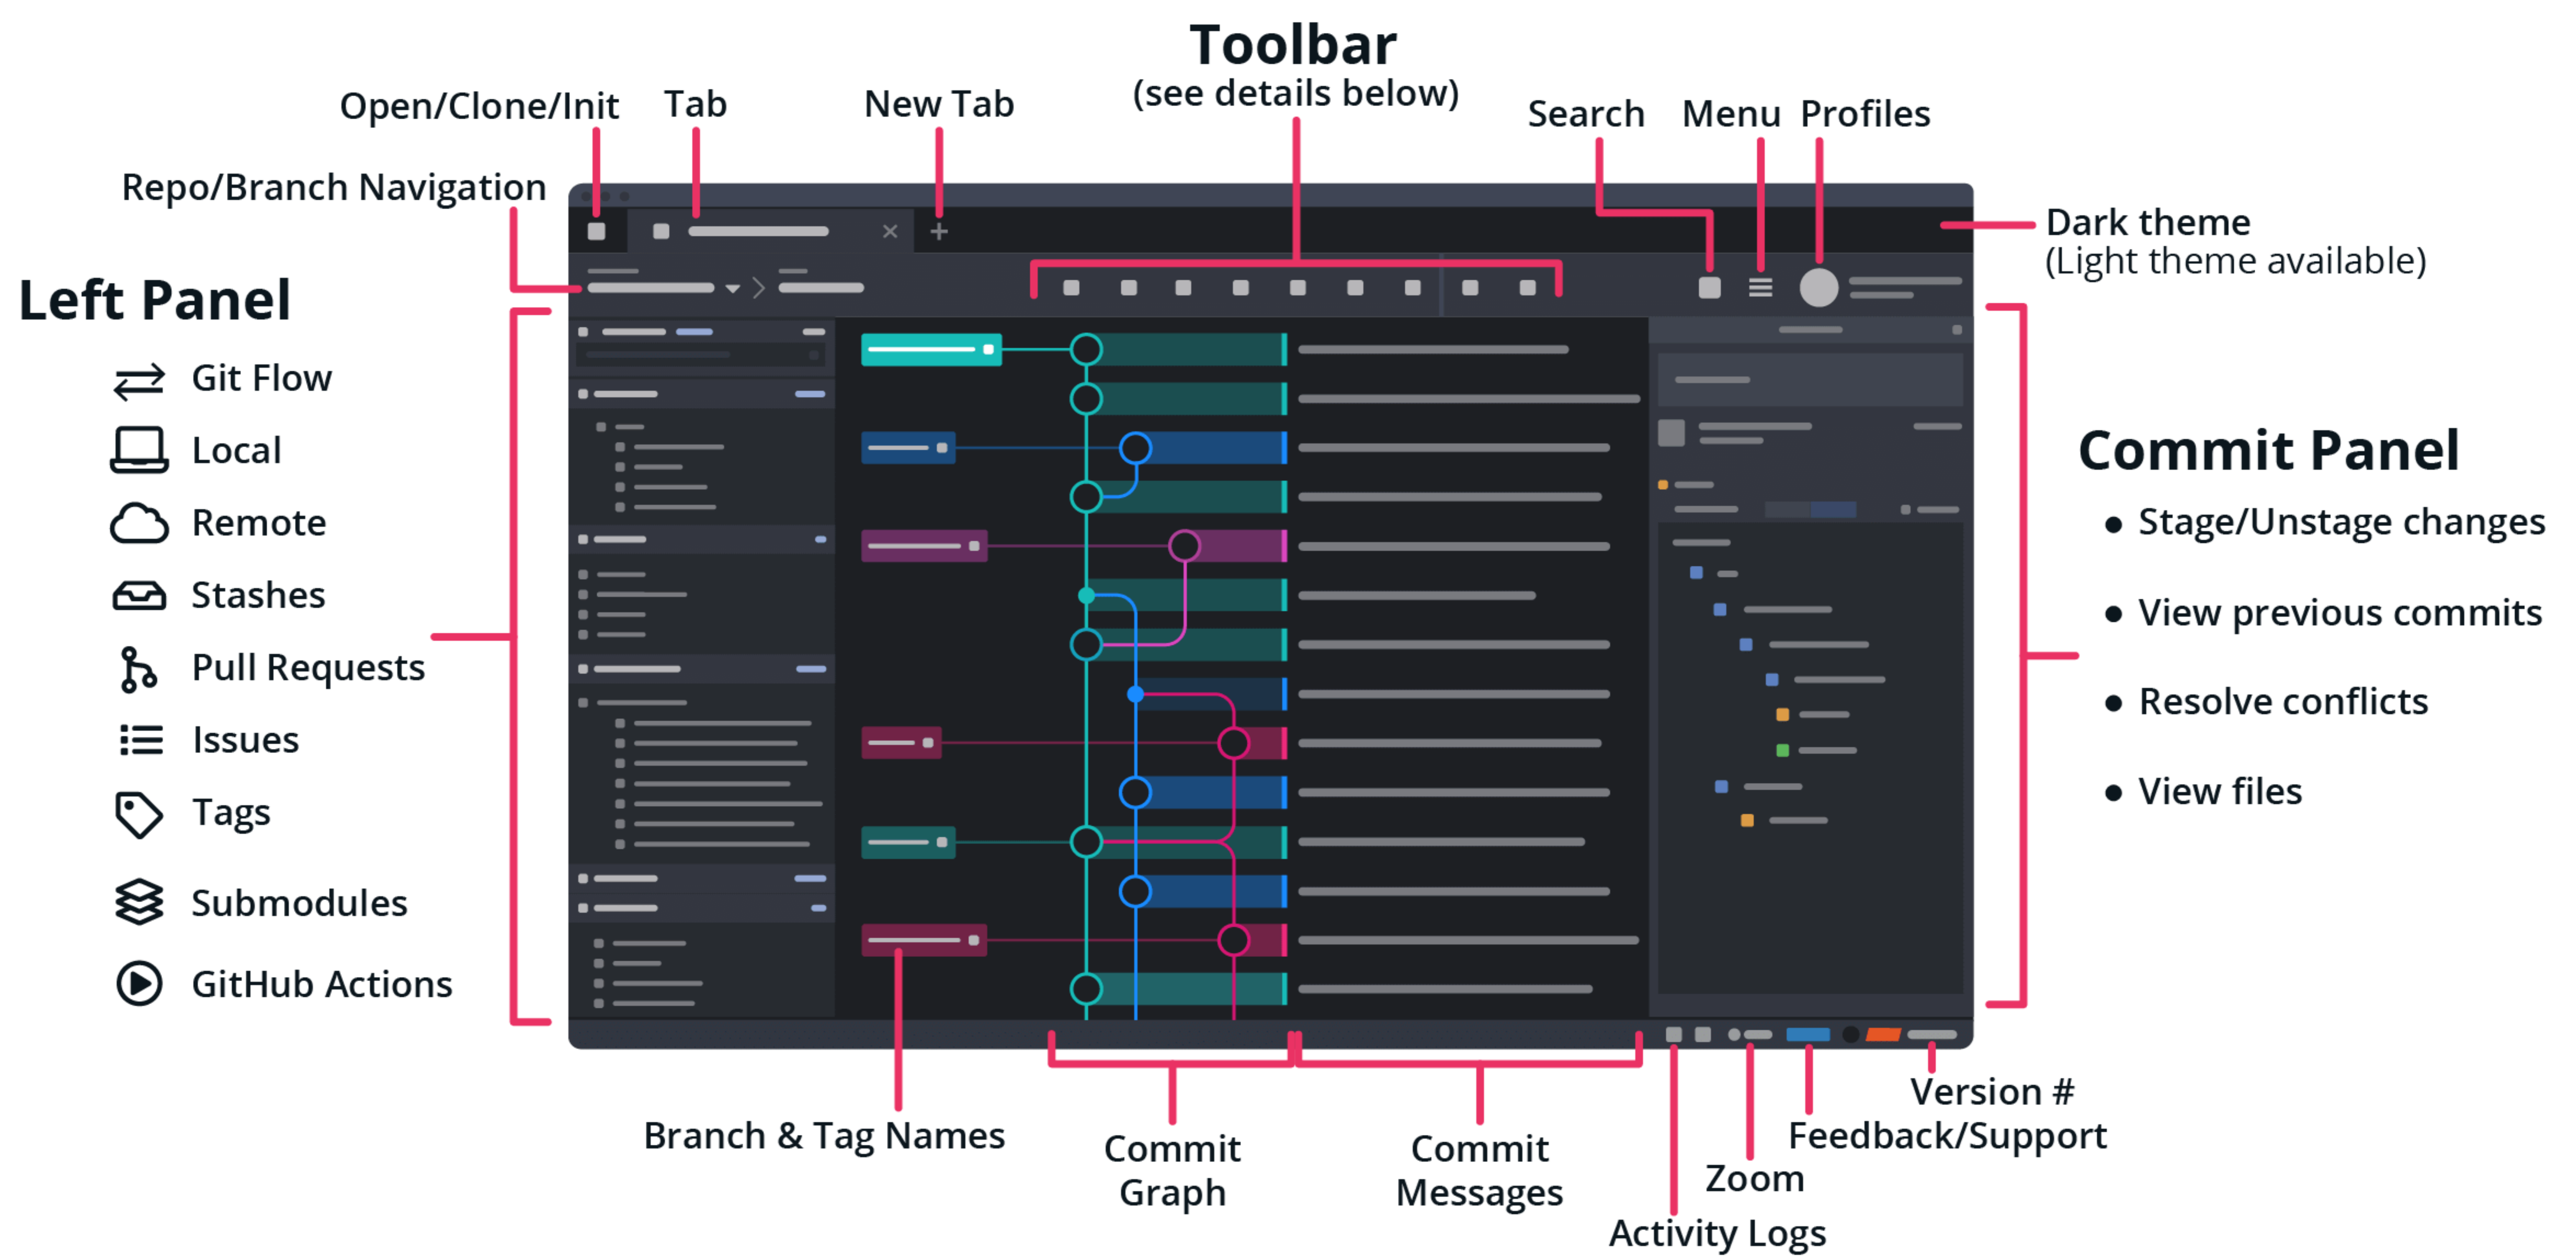 Toolbar
(see details below)
Open/Clone/Init
Tab
New Tab
Search
Menu
Profiles
Repo/Branch Navigation
Dark theme
(Light theme available)
Left Panel
Git Flow
Local
Remote
Stashes
Pull Requests
Issues
Tags
Submodules
GitHub Actions
Commit Panel
• Stage/Unstage changes
• View previous commits
• Resolve conflicts
• View files
Branch & Tag Names
Commit
Graph
Commit
Messages
Version #
Feedback/Support
Zoom
Activity Logs